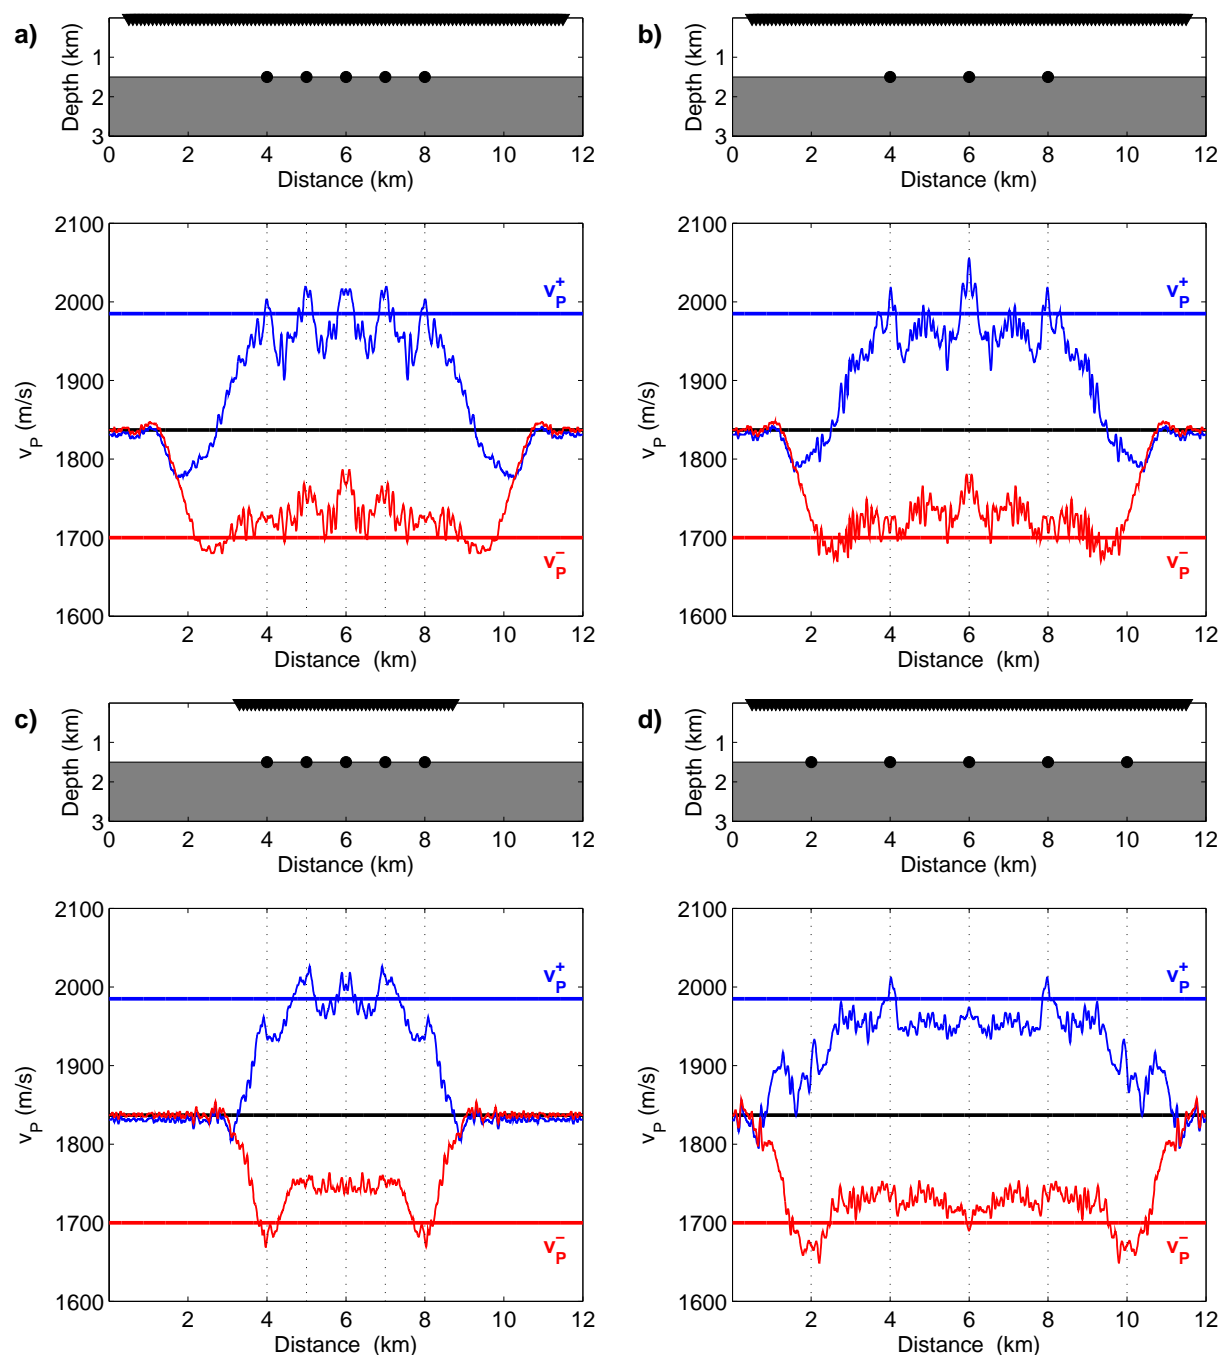 a)
Depth (km)
1
2
3
0 2 4 6 8 10 12
Distance (km)
b)
Depth (km)
1
2
3
0 2 4 6 8 10 12
Distance (km)
2100
2000
1900
1800
1700
1600
v_P (m/s)
v_P^+
v_P^−
2 4 6 8 10 12
Distance (km)
2100
2000
1900
1800
1700
1600
v_P (m/s)
v_P^+
v_P^−
2 4 6 8 10 12
Distance (km)
c)
Depth (km)
1
2
3
0 2 4 6 8 10 12
Distance (km)
d)
Depth (km)
1
2
3
0 2 4 6 8 10 12
Distance (km)
2100
2000
1900
1800
1700
1600
v_P (m/s)
v_P^+
v_P^−
2 4 6 8 10 12
Distance (km)
2100
2000
1900
1800
1700
1600
v_P (m/s)
v_P^+
v_P^−
2 4 6 8 10 12
Distance (km)